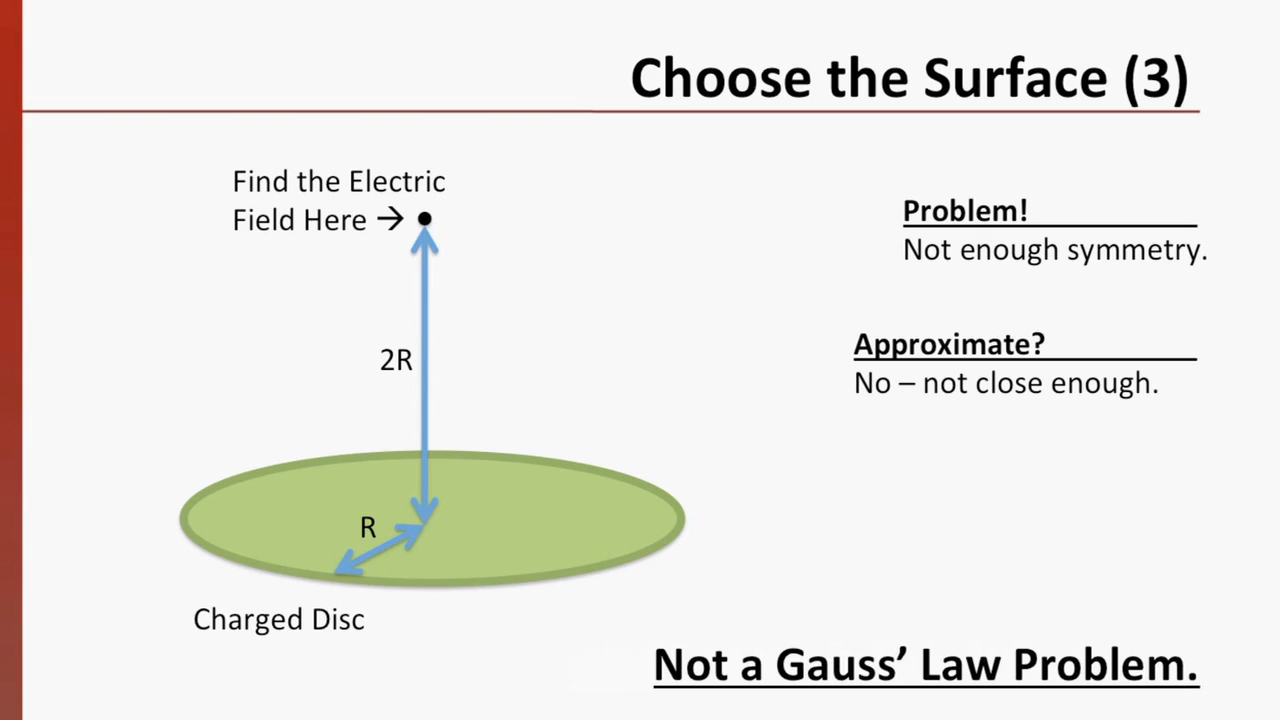 Choose the Surface (3)
Find the Electric
Field Here →
Problem!
Not enough symmetry.
2R
Approximate?
No – not close enough.
R
Charged Disc
Not a Gauss’ Law Problem.